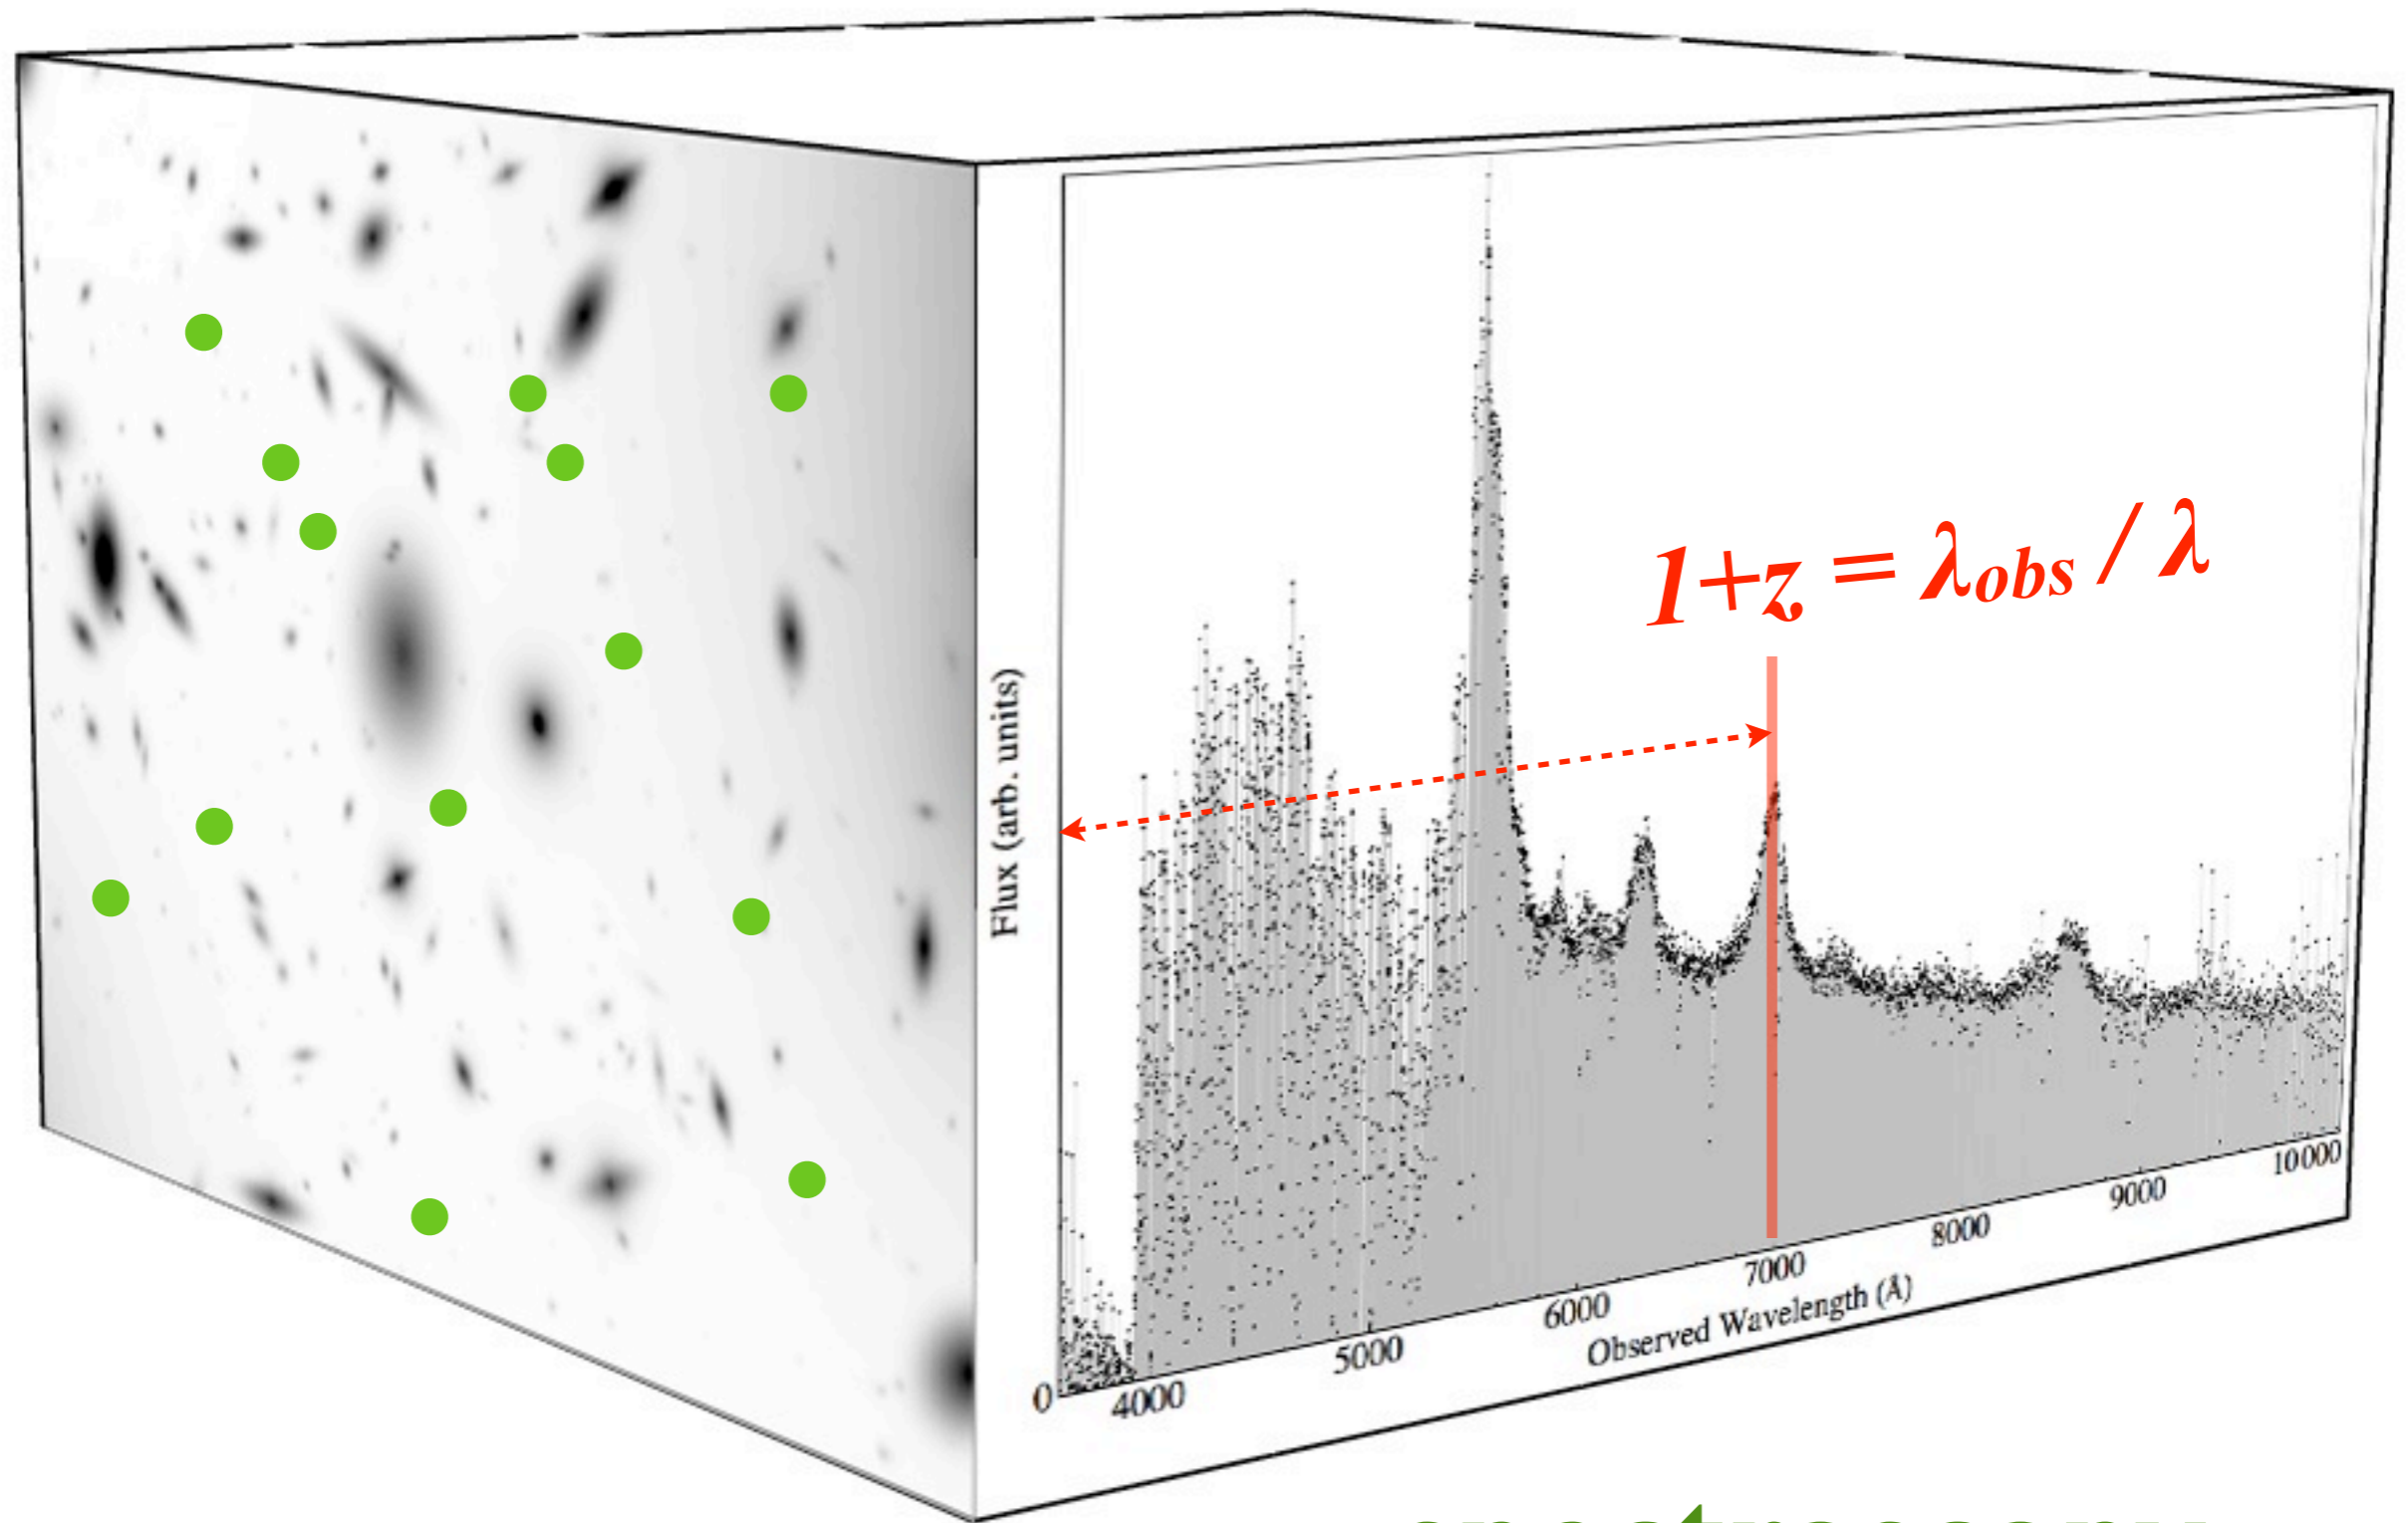 1+z = λobs / λ
Flux (arb. units)
0
4000
5000
6000
7000
8000
9000
10000
Observed Wavelength (Å)